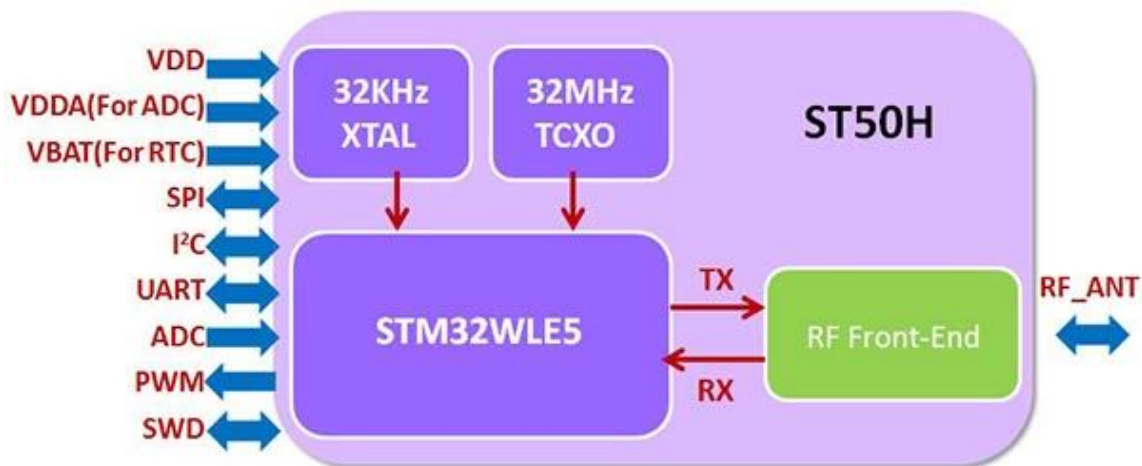 VDD
VDDA(For ADC)
VBAT(For RTC)
SPI
I²C
UART
ADC
PWM
SWD
32KHz
XTAL
32MHz
TCXO
ST50H
STM32WLE5
TX
RX
RF Front-End
RF_ANT